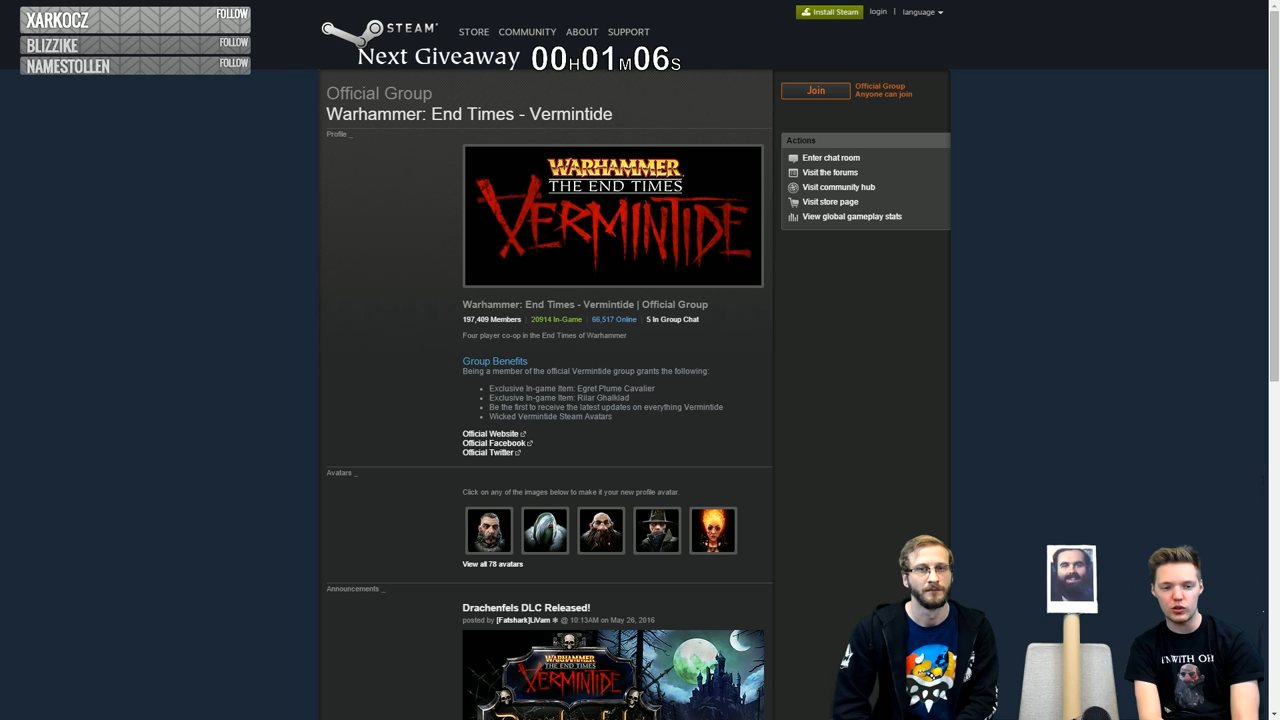 XARKOCZ FOLLOW
BLIZZIKE FOLLOW
NAMESTOLLEN FOLLOW
STEAM
STORE COMMUNITY ABOUT SUPPORT
Install Steam login | language
Next Giveaway 00H01M06S
Official Group
Warhammer: End Times - Vermintide
Profile _
Join
Official Group
Anyone can join
Actions
Enter chat room
Visit the forums
Visit community hub
Visit store page
View global gameplay stats
WARHAMMER
THE END TIMES
VERMINTIDE
Warhammer: End Times - Vermintide | Official Group
197,409 Members | 20914 In-Game | 66,517 Online | 5 In Group Chat
Four player co-op in the End Times of Warhammer
Group Benefits
Being a member of the official Vermintide group grants the following:
• Exclusive In-game Item: Egret Plume Cavalier
• Exclusive In-game Item: Rilar Ghalklad
• Be the first to receive the latest updates on everything Vermintide
• Wicked Vermintide Steam Avatars
Official Website
Official Facebook
Official Twitter
Avatars _
Click on any of the images below to make it your new profile avatar.
View all 78 avatars
Announcements _
Drachenfels DLC Released!
posted by [Fatshark]LiVam ✻ @ 10:13AM on May 26, 2016
WARHAMMER
THE END TIMES
VERMINTIDE
I'M WITH